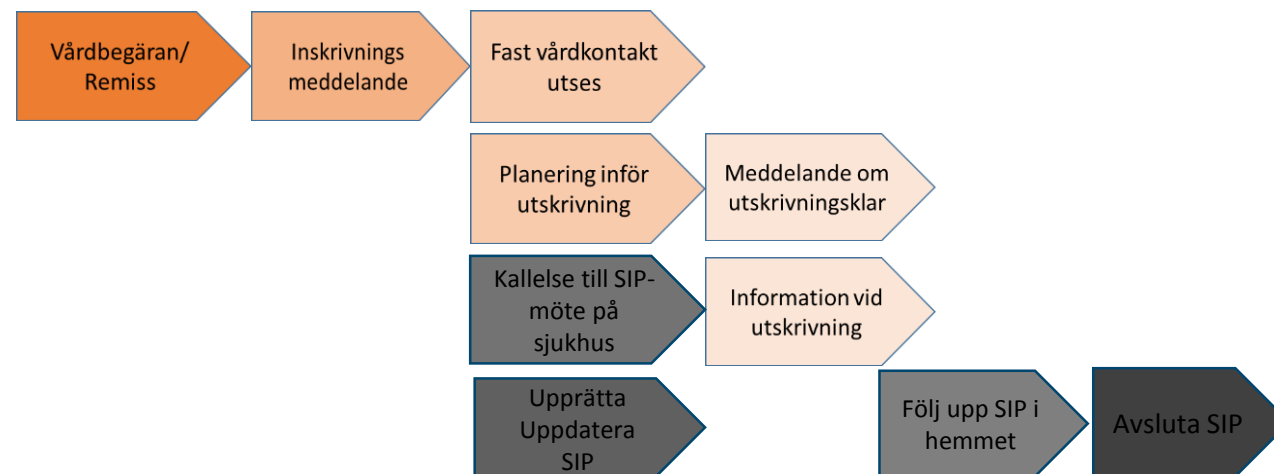 Vårdbegäran/
Remiss
Inskrivnings
meddelande
Fast vårdkontakt
utses
Planering inför
utskrivning
Meddelande om
utskrivningsklar
Kallelse till SIP-
möte på
sjukhus
Information vid
utskrivning
Upprätta
Uppdatera
SIP
Följ upp SIP i
hemmet
Avsluta SIP